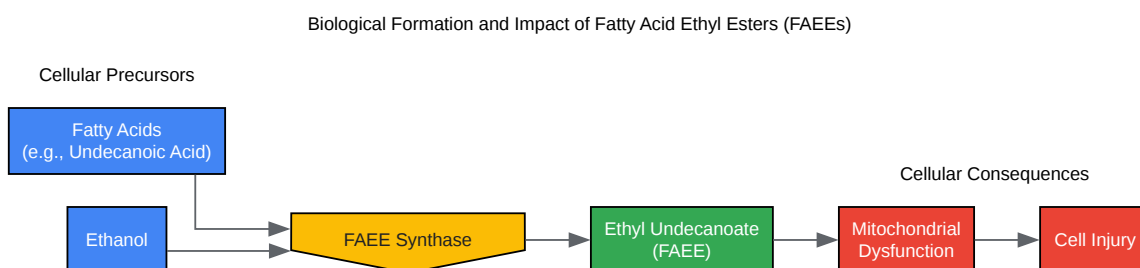 Biological Formation and Impact of Fatty Acid Ethyl Esters (FAEEs)
Cellular Precursors
Fatty Acids
(e.g., Undecanoic Acid)
Ethanol
FAEE Synthase
Ethyl Undecanoate
(FAEE)
Cellular Consequences
Mitochondrial
Dysfunction
Cell Injury